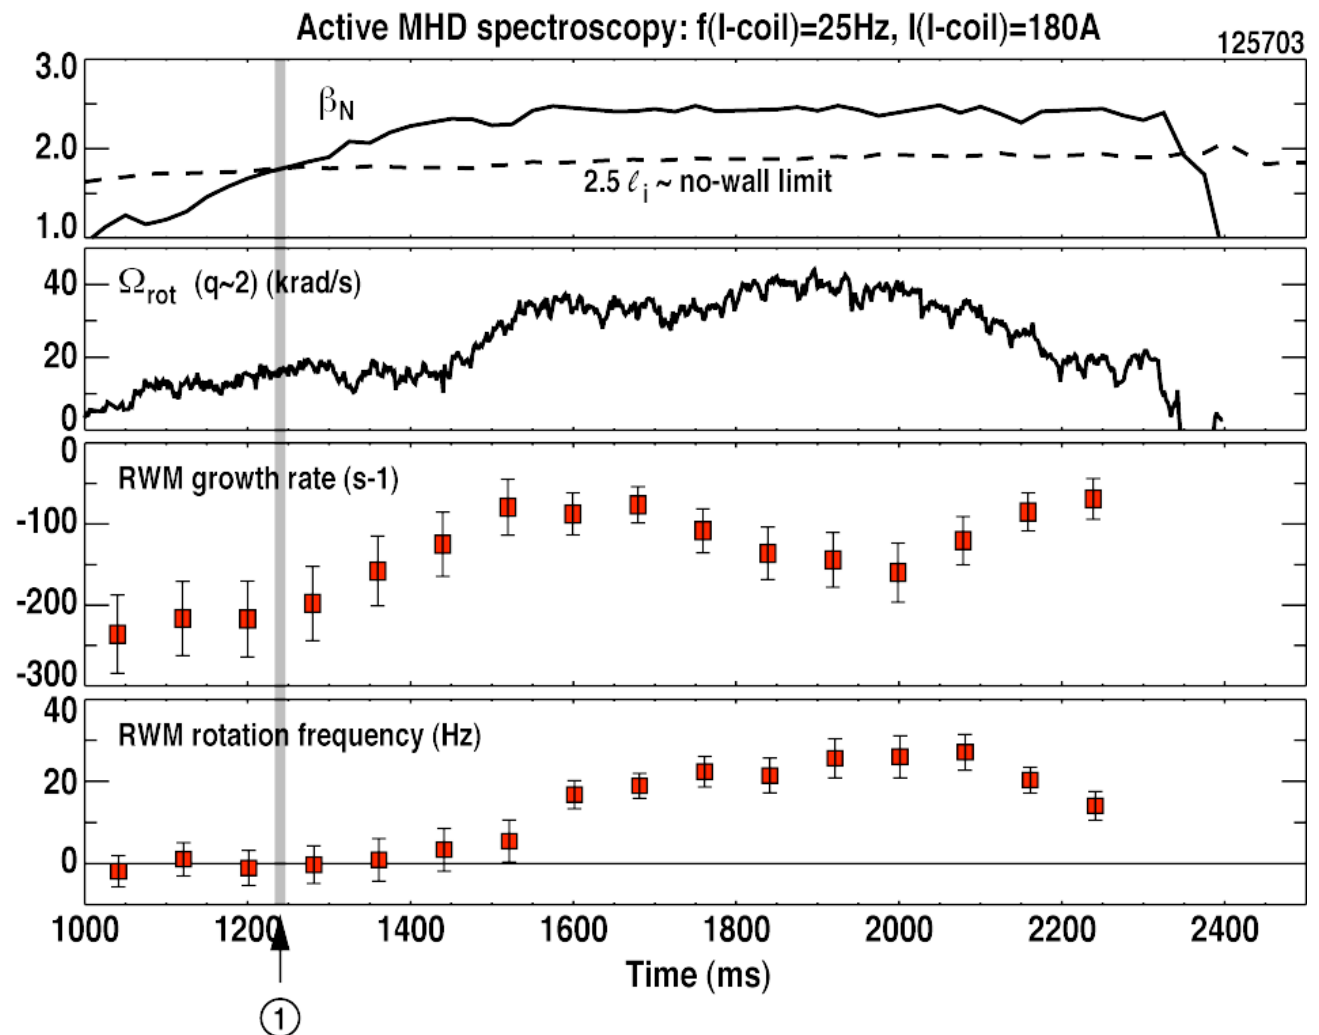 Active MHD spectroscopy: f(I-coil)=25Hz, I(I-coil)=180A
125703
3.0
βN
2.0
2.5 ℓi ~ no-wall limit
1.0
40
Ωrot (q~2) (krad/s)
20
0
0
RWM growth rate (s-1)
-100
-200
-300
40
RWM rotation frequency (Hz)
20
0
1000 1200 1400 1600 1800 2000 2200 2400
Time (ms)
1